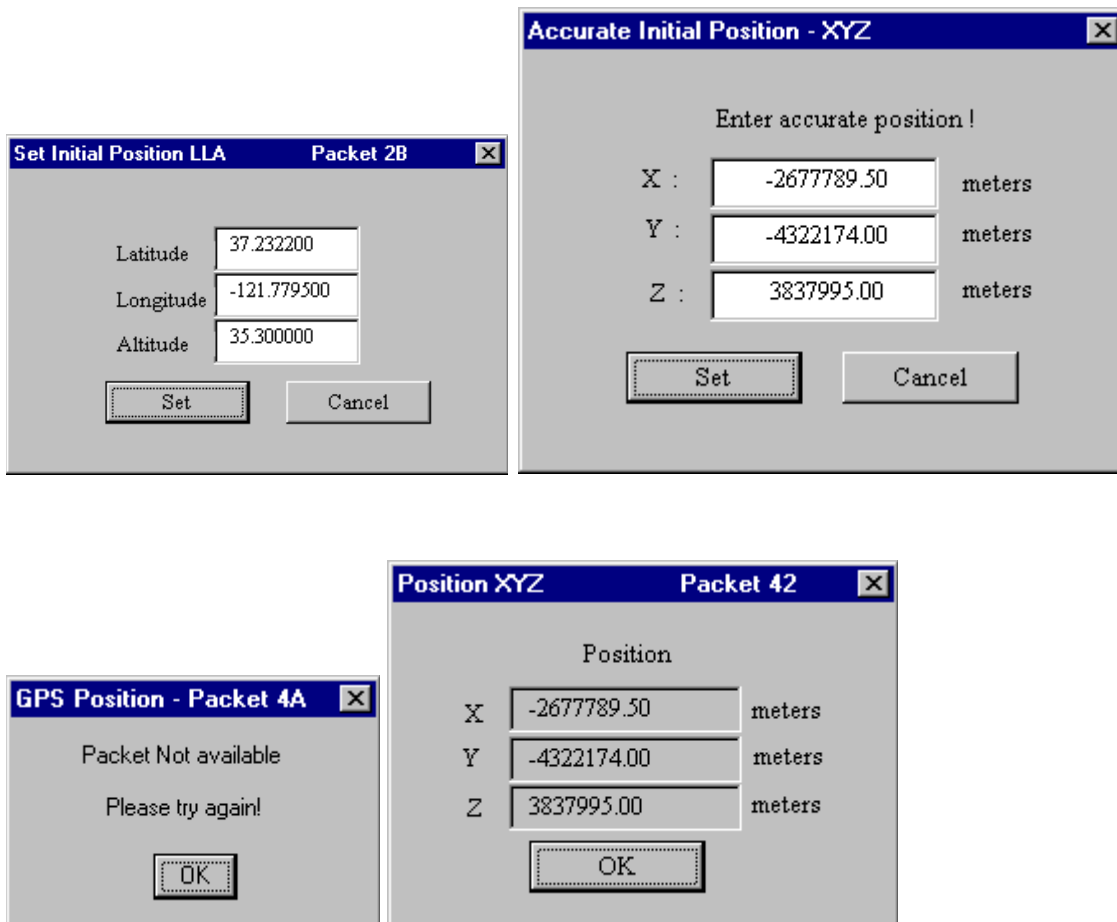 Set Initial Position LLA Packet 2B
Latitude 37.232200
Longitude -121.779500
Altitude 35.300000
Set Cancel
Accurate Initial Position - XYZ
Enter accurate position !
X : -2677789.50 meters
Y : -4322174.00 meters
Z : 3837995.00 meters
Set Cancel
GPS Position - Packet 4A
Packet Not available
Please try again!
OK
Position XYZ Packet 42
Position
X -2677789.50 meters
Y -4322174.00 meters
Z 3837995.00 meters
OK